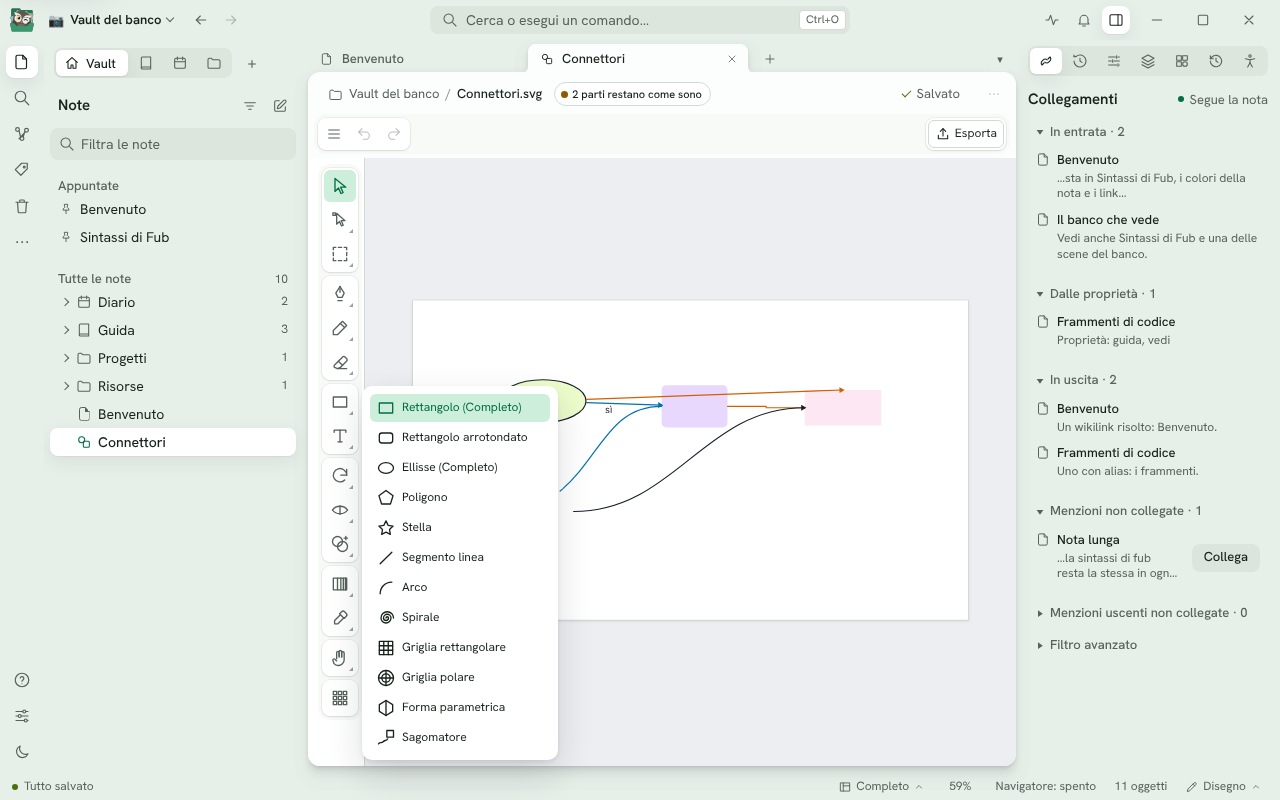 Vault del banco
Cerca o esegui un comando…
Ctrl+O
Vault
Note
Filtra le note
Appuntate
Benvenuto
Sintassi di Fub
Tutte le note
10
Diario
2
Guida
3
Progetti
1
Risorse
1
Benvenuto
Connettori
Benvenuto
Connettori
Vault del banco / Connettori.svg
2 parti restano come sono
Salvato
Esporta
sì
Rettangolo (Completo)
Rettangolo arrotondato
Ellisse (Completo)
Poligono
Stella
Segmento linea
Arco
Spirale
Griglia rettangolare
Griglia polare
Forma parametrica
Sagomatore
Collegamenti
Segue la nota
In entrata · 2
Benvenuto
…sta in Sintassi di Fub, i colori della
nota e i link…
Il banco che vede
Vedi anche Sintassi di Fub e una delle
scene del banco.
Dalle proprietà · 1
Frammenti di codice
Proprietà: guida, vedi
In uscita · 2
Benvenuto
Un wikilink risolto: Benvenuto.
Frammenti di codice
Uno con alias: i frammenti.
Menzioni non collegate · 1
Nota lunga
…la sintassi di fub
resta la stessa in ogn…
Collega
Menzioni uscenti non collegate · 0
Filtro avanzato
Tutto salvato
Completo
59%
Navigatore: spento
11 oggetti
Disegno